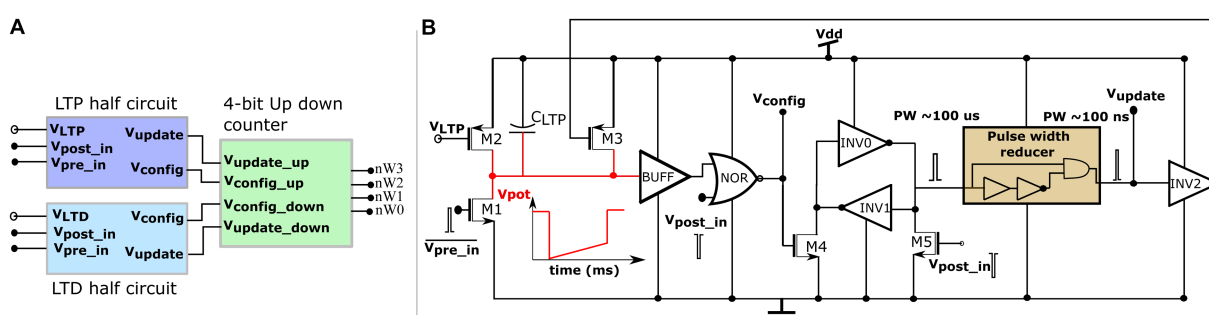 A
LTP half circuit
VLTP
Vpost_in
Vpre_in
Vupdate
Vconfig
4-bit Up down
counter
Vupdate_up
Vconfig_up
Vconfig_down
Vupdate_down
nW3
nW2
nW1
nW0
VLTD
Vpost_in
Vpre_in
Vconfig
Vupdate
LTD half circuit
B
Vdd
VLTP
M2
CLTP
M3
Vpot
M1
Vpre_in
time (ms)
BUFF
NOR
Vpost_in
Vconfig
M4
INV0
INV1
M5
Vpost_in
PW ~100 us
Pulse width
reducer
PW ~100 ns
Vupdate
INV2